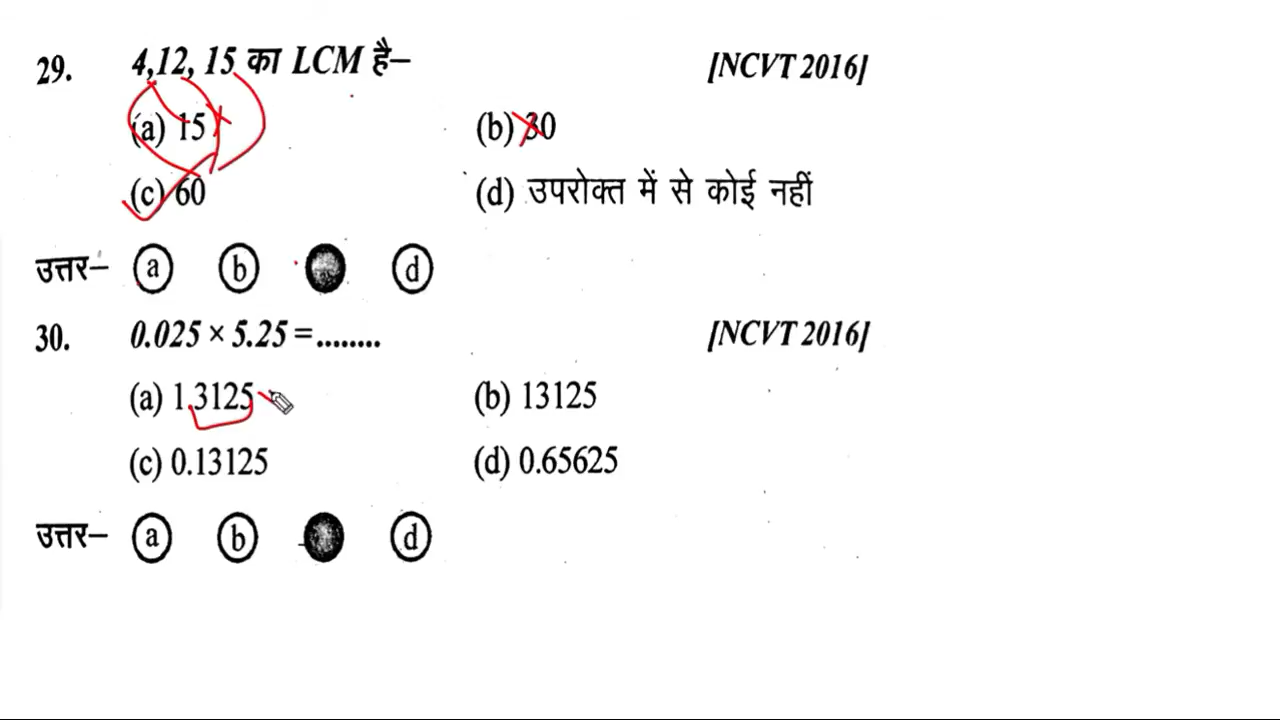 29. 4,12, 15 का LCM है– [NCVT 2016]
(a) 15 (b) 30
(c) 60 (d) उपरोक्त में से कोई नहीं
उत्तर– a b d
30. 0.025 × 5.25 = ........ [NCVT 2016]
(a) 1.3125 (b) 13125
(c) 0.13125 (d) 0.65625
उत्तर– a b d